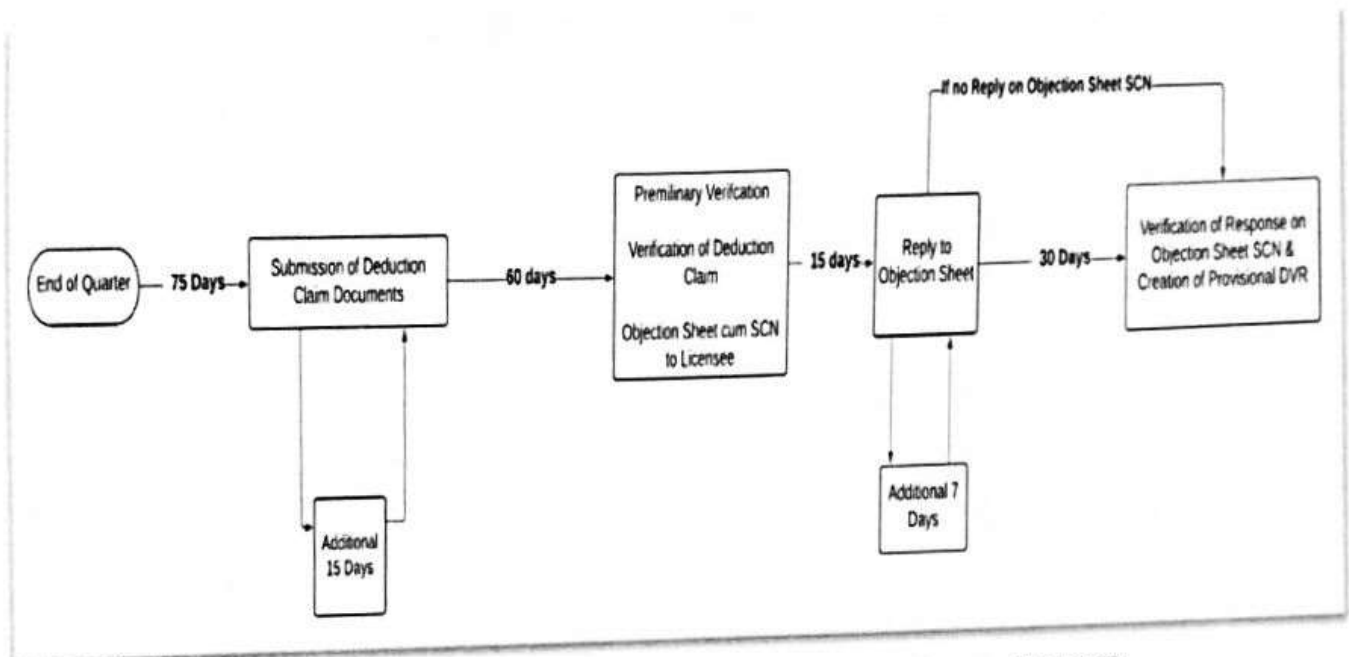 If no Reply on Objection Sheet SCN
End of Quarter
75 Days
Submission of Deduction
Claim Documents
60 days
Premilinary Verifcation
Verification of Deduction
Claim
Objection Sheet cum SCN
to Licensee
15 days
Reply to
Objection Sheet
30 Days
Verification of Response on
Objection Sheet SCN &
Creation of Provisional DVR
Additional
15 Days
Additional 7
Days